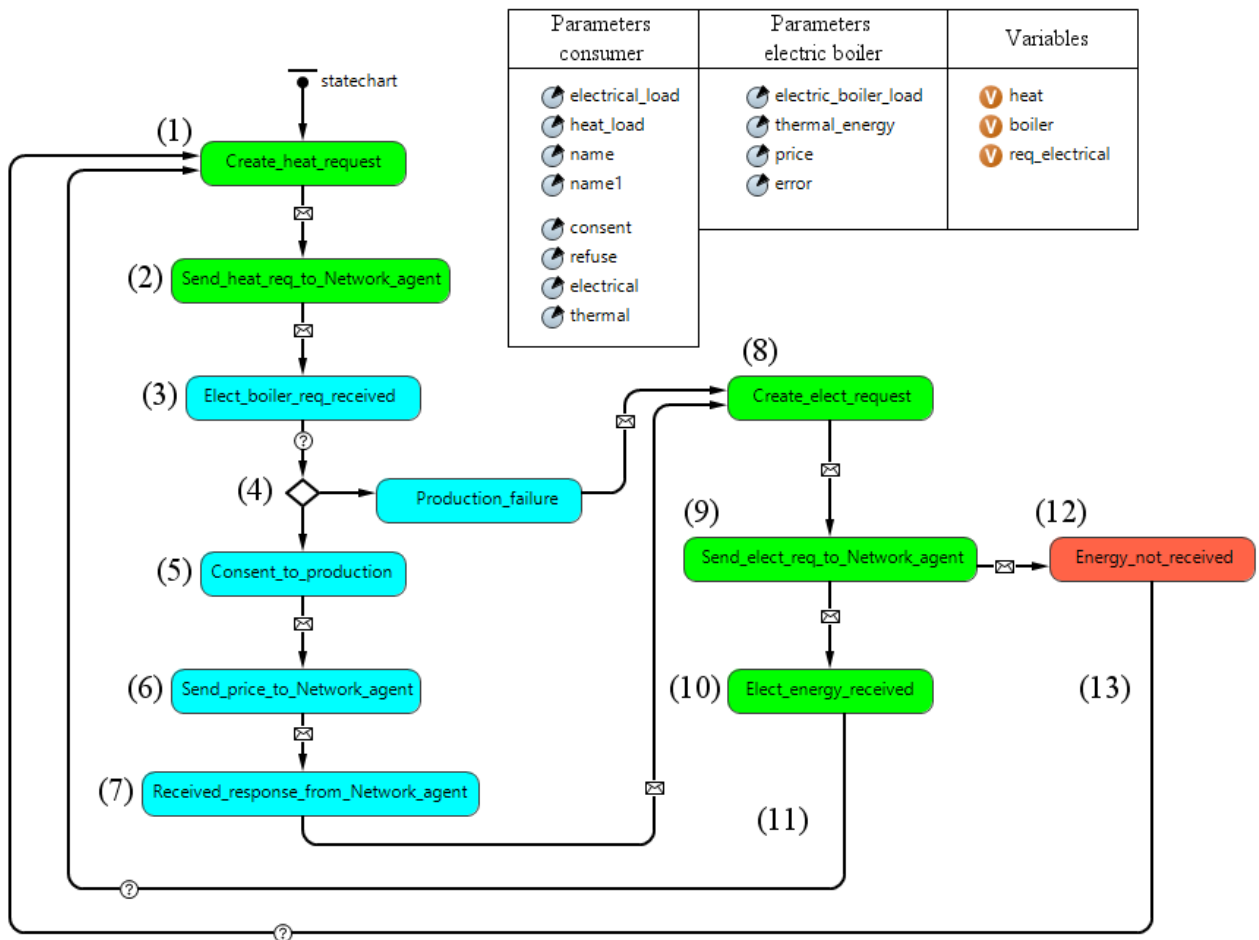 Parameters
consumer
Parameters
electric boiler
Variables
electrical_load
heat_load
name
name1
consent
refuse
electrical
thermal
electric_boiler_load
thermal_energy
price
error
V heat
V boiler
V req_electrical
statechart
(1)
Create_heat_request
(2)
Send_heat_req_to_Network_agent
(3)
Elect_boiler_req_received
?
(4)
Production_failure
(5)
Consent_to_production
(6)
Send_price_to_Network_agent
(7)
Received_response_from_Network_agent
(8)
Create_elect_request
(9)
Send_elect_req_to_Network_agent
(12)
Energy_not_received
(10)
Elect_energy_received
(13)
(11)
?
?